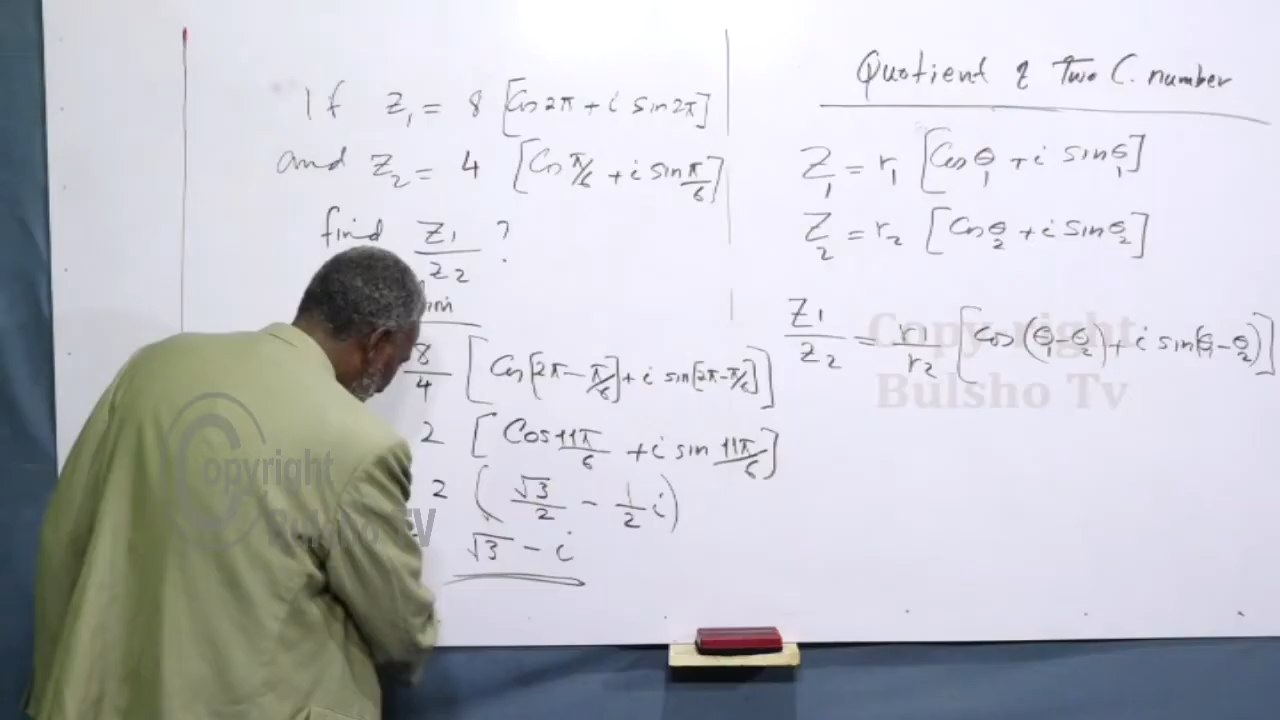 If Z₁ = 8 [Cos 2π + i sin 2π]
and Z₂ = 4 [Cos π/6 + i sin π/6]
find Z₁/Z₂ ?
8/4 [Cos[2π - π/6] + i sin[2π - π/6]]
2 [Cos 11π/6 + i sin 11π/6]
2 (√3/2 - 1/2 i)
√3 - i
Quotient of Two C. number
Z₁ = r₁ [Cos θ₁ + i sin θ₁]
Z₂ = r₂ [Cos θ₂ + i sin θ₂]
Z₁/Z₂ = r₁/r₂ [Cos (θ₁ - θ₂) + i sin(θ₁ - θ₂)]
Copyright
Bulsho Tv
Copyright
Bulsho TV